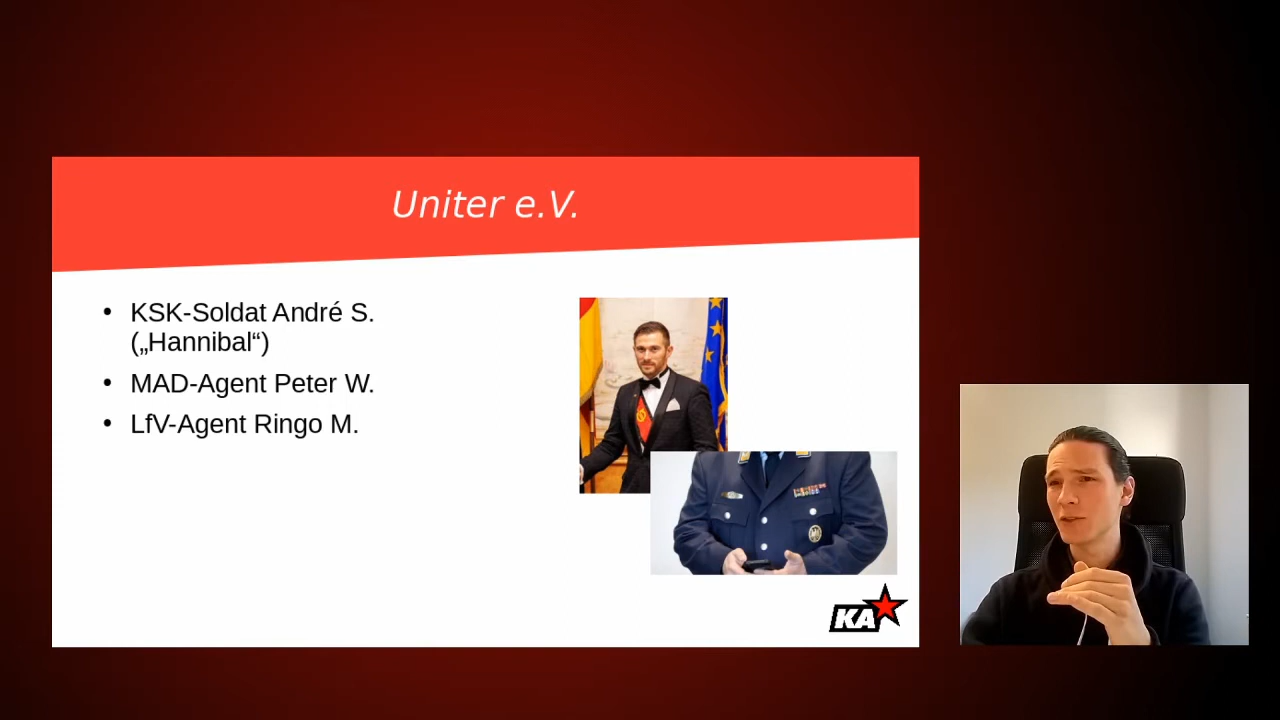 Uniter e.V.
• KSK-Soldat André S.
(„Hannibal“)
• MAD-Agent Peter W.
• LfV-Agent Ringo M.
KA